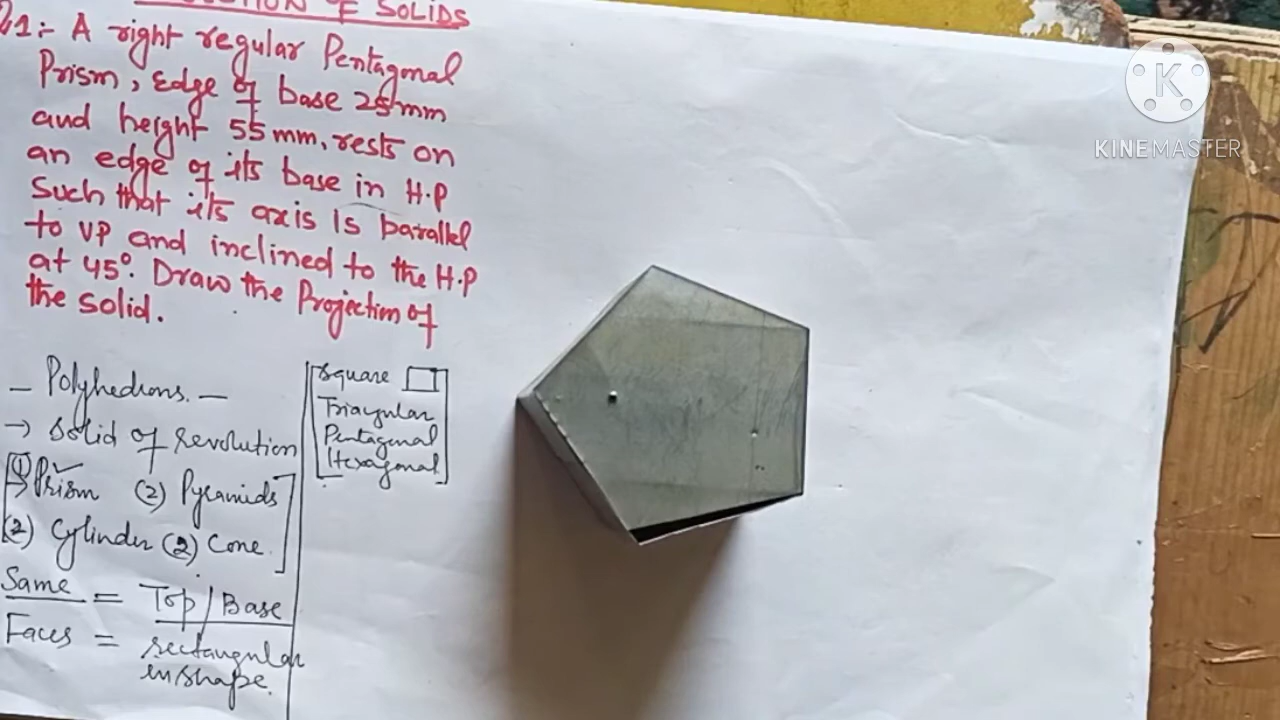 OF SOLIDS
Q1:- A right regular Pentagonal
Prism, Edge of base 25mm
and height 55mm, rests on
an edge of its base in H.P
Such that its axis is parallel
to VP and inclined to the H.P
at 45°. Draw the Projection of
the solid.
- Polyhedrons. -
→ Solid of revolution
(1) Prism (2) Pyramids
(2) Cylinder (2) Cone.
Same = Top / Base
Faces = rectangular
in shape.
Square
Triagular
Pentagonal
Hexagonal
K
KINEMASTER